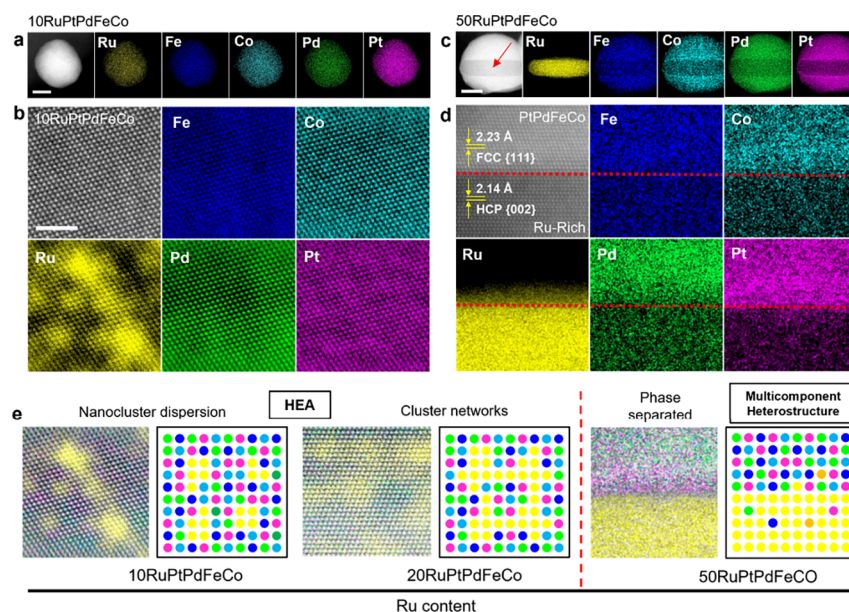 10RuPtPdFeCo
50RuPtPdFeCo
a
Ru
Fe
Co
Pd
Pt
c
Ru
Fe
Co
Pd
Pt
b
10RuPtPdFeCo
Fe
Co
Ru
Pd
Pt
d
PtPdFeCo
2.23 Å
FCC {111}
2.14 Å
HCP {002}
Ru-Rich
Fe
Co
Ru
Pd
Pt
e
Nanocluster dispersion
HEA
Cluster networks
Phase
separated
Multicomponent
Heterostructure
10RuPtPdFeCo
20RuPtPdFeCo
50RuPtPdFeCO
Ru content